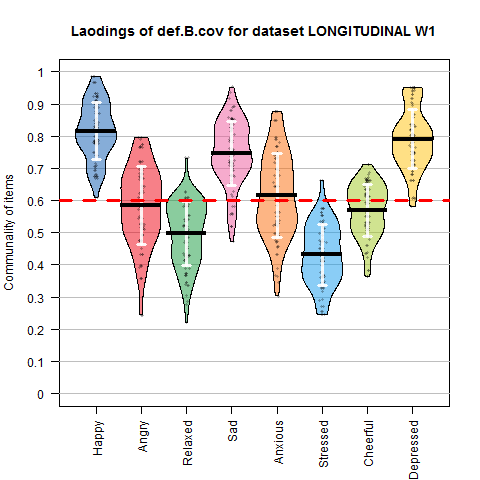 Laodings of def.B.cov for dataset LONGITUDINAL W1
Communality of items
1
0.9
0.8
0.7
0.6
0.5
0.4
0.3
0.2
0.1
0
Happy
Angry
Relaxed
Sad
Anxious
Stressed
Cheerful
Depressed